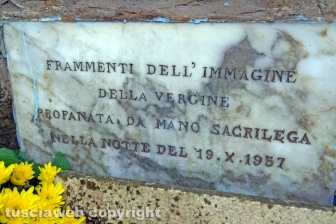 FRAMMENTI DELL'IMMAGINE
DELLA VERGINE
PROFANATA DA MANO SACRILEGA
NELLA NOTTE DEL 19.X.1957
tusciaweb copyright